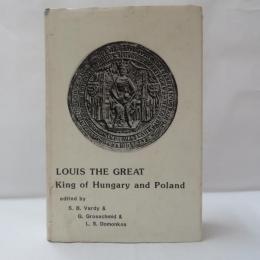 LOUIS THE GREAT
King of Hungary and Poland
edited by
S. B. Vardy &
G. Grosschmid &
L. S. Domonkos